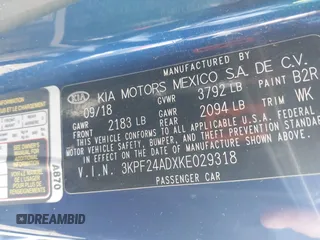 MANUFACTURED BY
KIA KIA MOTORS MEXICO S.A. DE C.V.
09/18 GVWR 3792 LB PAINT B2R
GAWR 2183 LB GAWR 2094 LB TRIM WK
THIS VEHICLE CONFORMS TO ALL APPLICABLE FEDERAL
MOTOR VEHICLE SAFETY, BUMPER, AND THEFT PREVENTION
STANDARDS IN EFFECT ON THE DATE OF MANUFACTURE
SHOWN ABOVE.
V.I.N. 3KPF24ADXKE029318
PASSENGER CAR
A870
DREAMBID